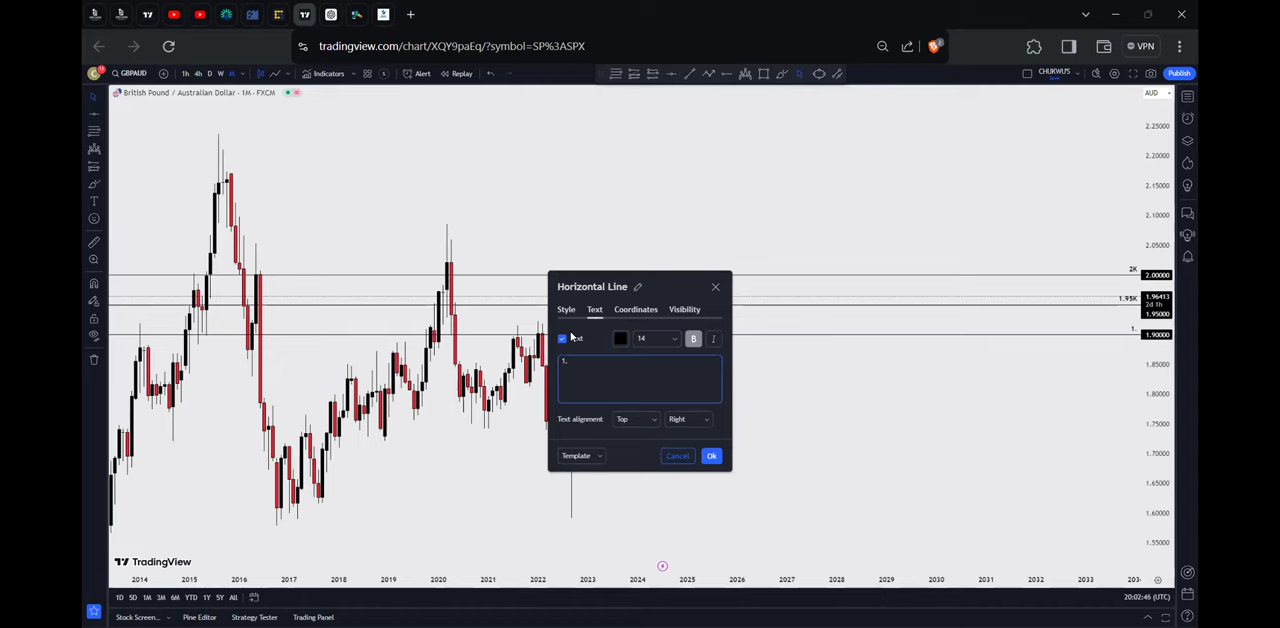 tradingview.com/chart/XQY9paEq/?symbol=SP%3ASPX
VPN
GBPAUD
1h 4h D W M
Indicators
Alert
Replay
CHUKWU'S
Save
Publish
British Pound / Australian Dollar · 1M · FXCM
AUD
2.25000
2.20000
2.15000
2.10000
2.05000
2K
2.00000
1.95K
1.96413
2d 1h
1.95000
1.
1.90000
1.85000
1.80000
1.75000
1.70000
1.65000
1.60000
1.55000
Horizontal Line
Style Text Coordinates Visibility
14
B
I
1.
Text alignment
Top
Right
Template
Cancel
Ok
TradingView
2014 2015 2016 2017 2018 2019 2020 2021 2022 2023 2024 2025 2026 2027 2028 2029 2030 2031 2032 2033
1D 5D 1M 3M 6M YTD 1Y 5Y All
20:02:46 (UTC)
Stock Screen...
Pine Editor
Strategy Tester
Trading Panel